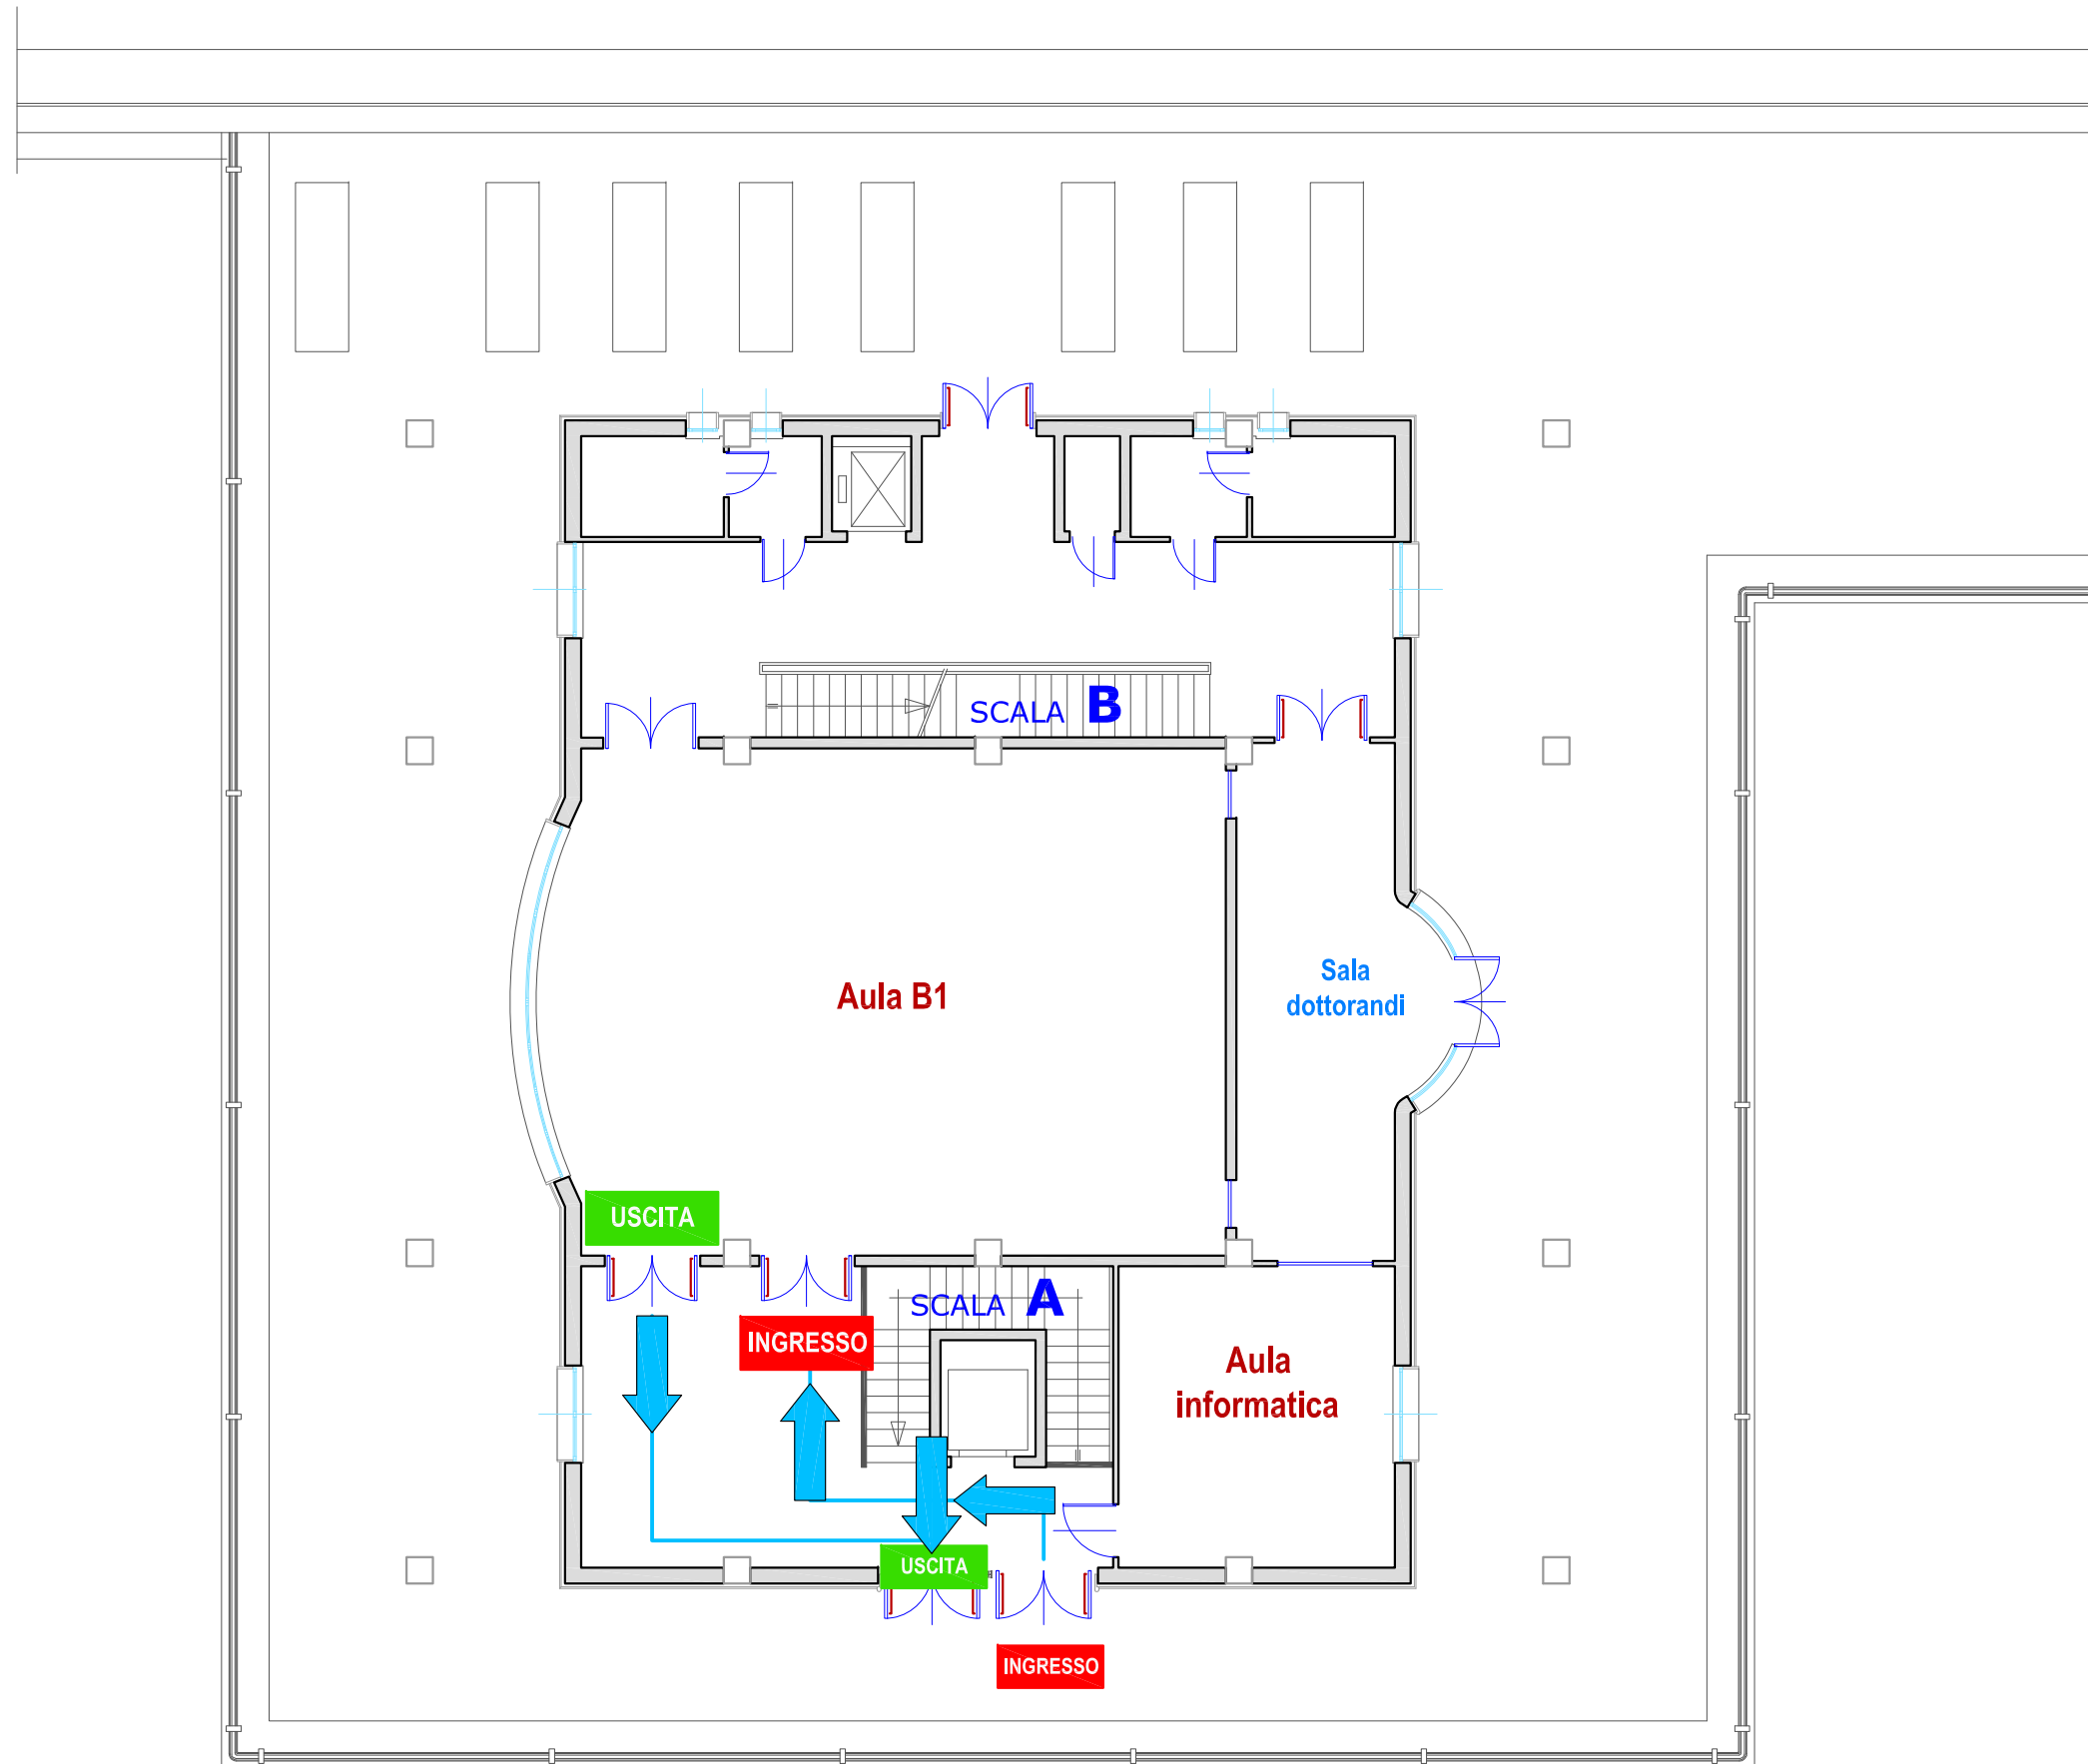 SCALA B
Aula B1
Sala
dottorandi
USCITA
SCALA A
INGRESSO
Aula
informatica
USCITA
INGRESSO